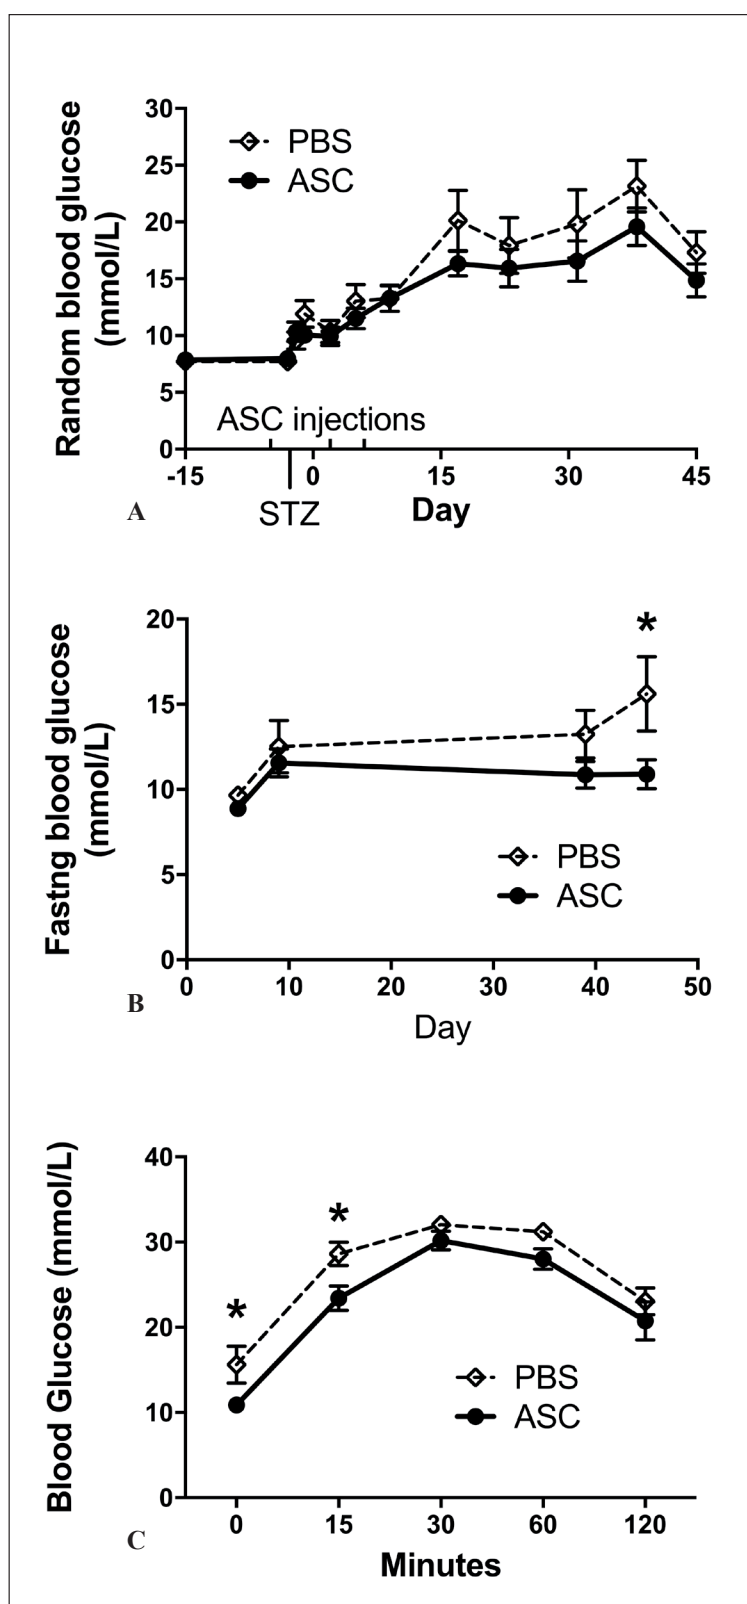 30
25
20
15
10
5
0
Random blood glucose
(mmol/L)
PBS
ASC
ASC injections
-15
0
15
30
45
STZ
Day
A
20
15
10
5
0
Fastng blood glucose
(mmol/L)
*
PBS
ASC
0
10
20
30
40
50
Day
B
40
30
20
10
0
Blood Glucose (mmol/L)
*
*
PBS
ASC
0
15
30
60
120
Minutes
C